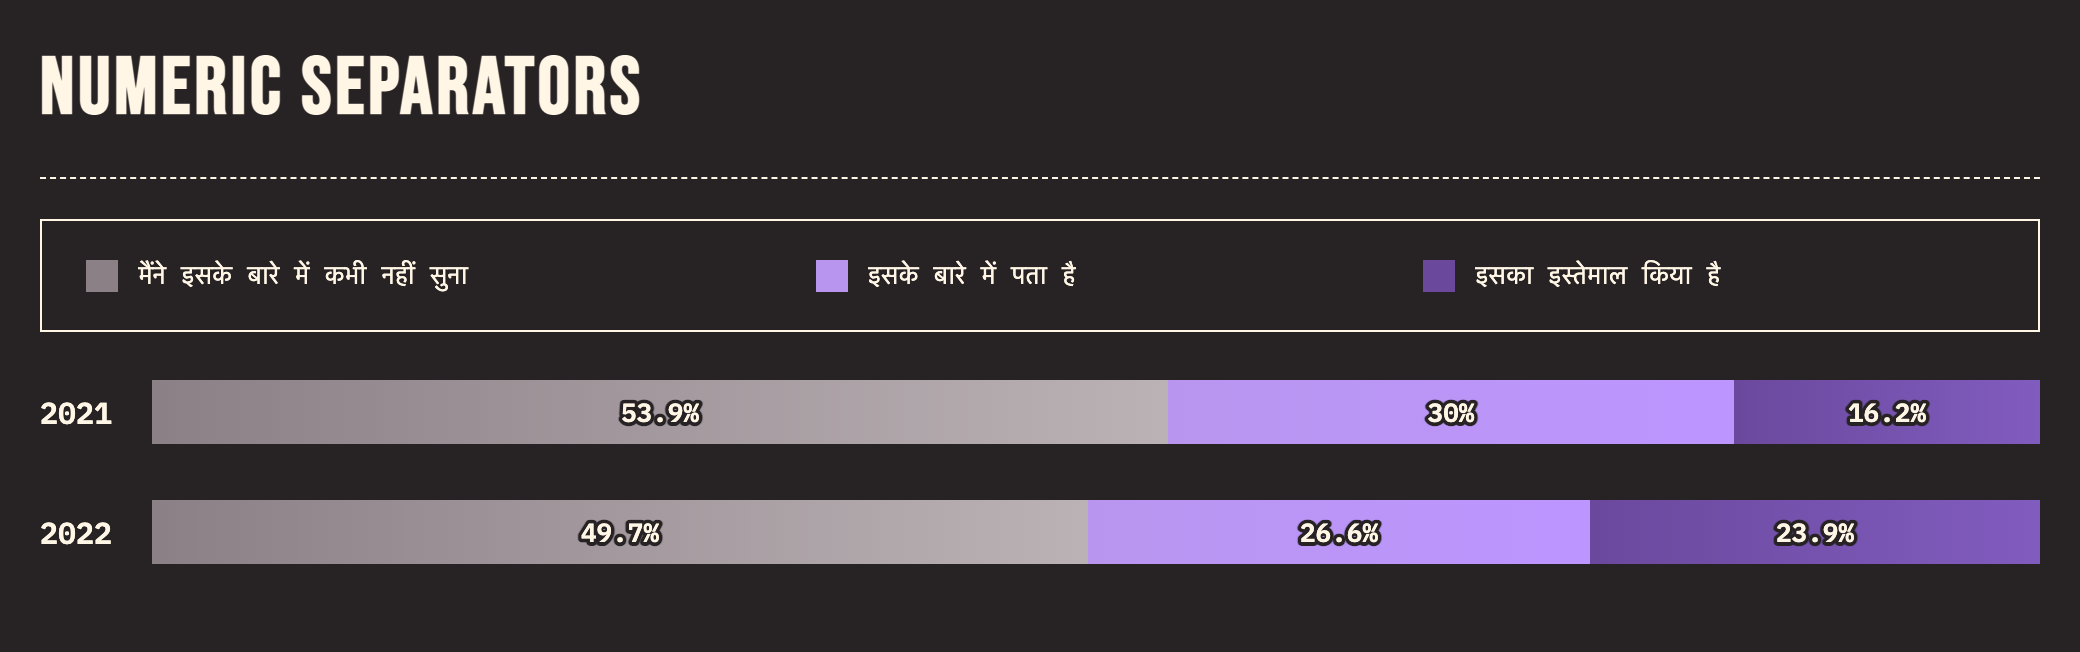 NUMERIC SEPARATORS
मैंने इसके बारे में कभी नहीं सुना इसके बारे में पता है इसका इस्तेमाल किया है
2021 53.9% 30% 16.2%
2022 49.7% 26.6% 23.9%